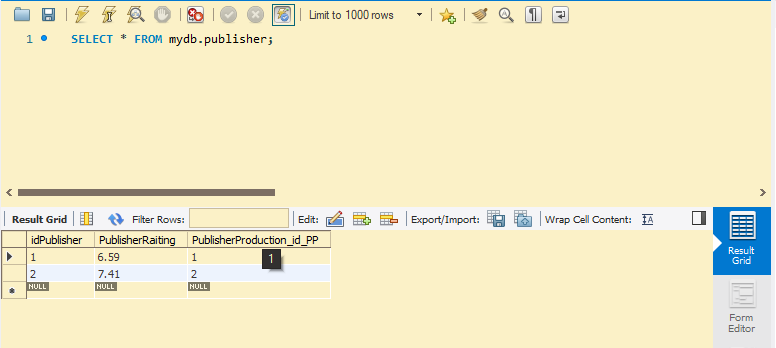 Limit to 1000 rows
1 SELECT * FROM mydb.publisher;
Result Grid Filter Rows: Edit: Export/Import: Wrap Cell Content: IA
idPublisher PublisherRaiting PublisherProduction_id_PP
1 6.59 1
1
2 7.41 2
NULL NULL NULL
Result
Grid
Form
Editor